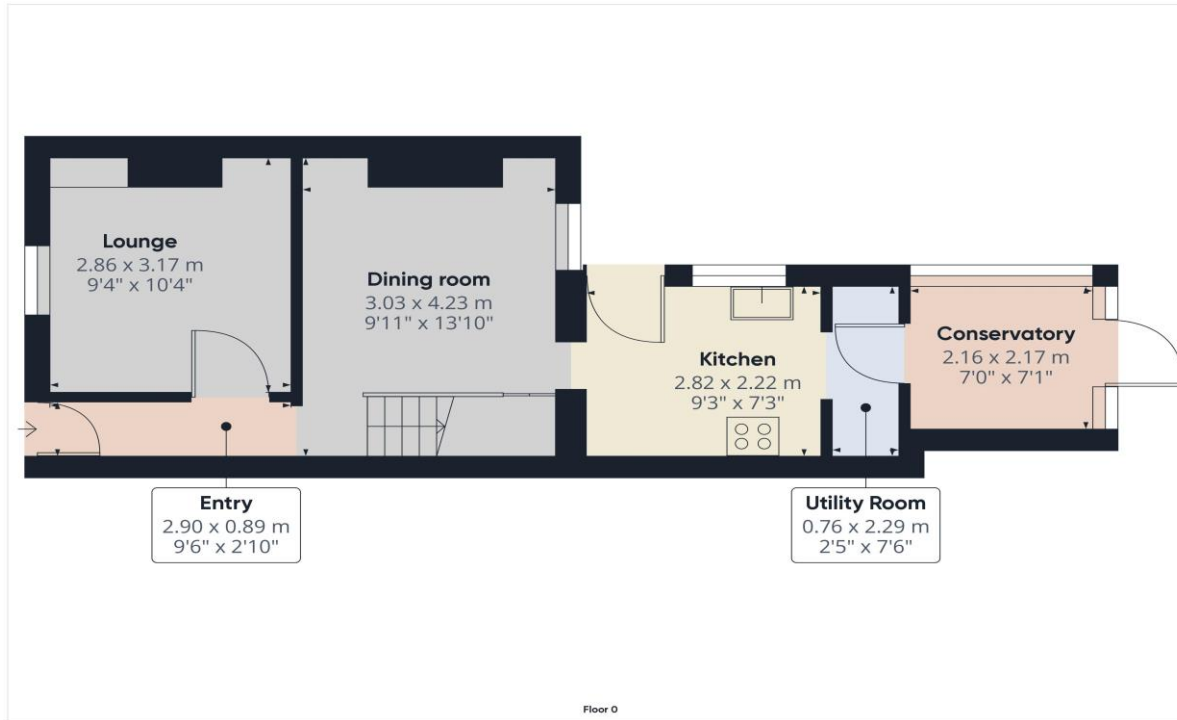 Lounge
2.86 x 3.17 m
9'4" x 10'4"
Dining room
3.03 x 4.23 m
9'11" x 13'10"
Kitchen
2.82 x 2.22 m
9'3" x 7'3"
Conservatory
2.16 x 2.17 m
7'0" x 7'1"
Entry
2.90 x 0.89 m
9'6" x 2'10"
Utility Room
0.76 x 2.29 m
2'5" x 7'6"
Floor 0